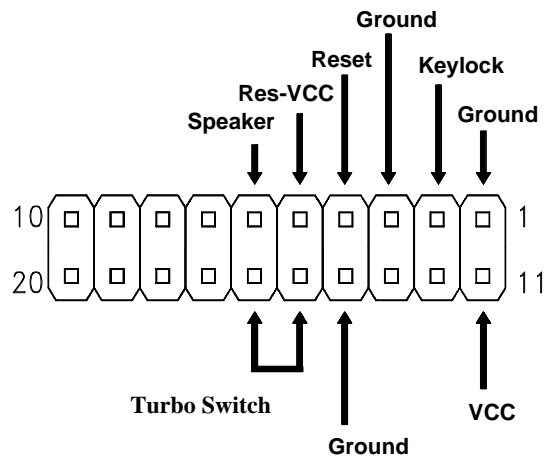 Ground
Reset
Keylock
Res-VCC
Ground
Speaker
10
1
20
11
Turbo Switch
VCC
Ground